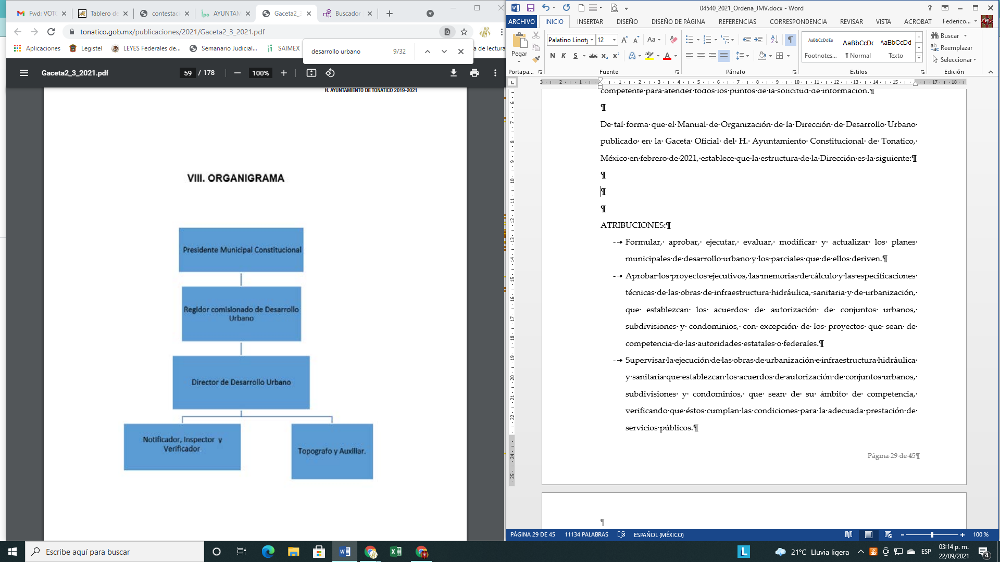 Fwd: VOTO
Tablero de
contestaci
AYUNTAM
Gaceta2_3
Buscador
tonatico.gob.mx/publicaciones/2021/Gaceta2_3_2021.pdf
Aplicaciones
Legistel
LEYES Federales de...
Semanario Judicial...
SAIMEX
a de lectura
desarrollo urbano
9/32
Gaceta2_3_2021.pdf
59 / 178
100%
H. AYUNTAMIENTO DE TONATICO 2019-2021
VIII. ORGANIGRAMA
Presidente Municipal Constitucional
Regidor comisionado de Desarrollo
Urbano
Director de Desarrollo Urbano
Notificador, Inspector y
Verificador
Topografo y Auxiliar.
04540_2021_Ordena_JMV.docx - Word
ARCHIVO
INICIO
INSERTAR
DISEÑO
DISEÑO DE PÁGINA
REFERENCIAS
CORRESPONDENCIA
REVISAR
VISTA
ACROBAT
Federico...
Pegar
Portapa...
Palatino Linoty
12
Aa
N K S abc x₂ x²
Fuente
Párrafo
AaBbCcDdEe
Footnotes...
AaBbCcDc
¶ Normal
AaBbCcDd
Texto
Estilos
Buscar
Reemplazar
Seleccionar
Edición
competente para atender todos los puntos de la solicitud de información.¶
¶
De tal forma que el Manual de Organización de la Dirección de Desarrollo Urbano
publicado en la Gaceta Oficial del H. Ayuntamiento Constitucional de Tonatico,
México en febrero de 2021, establece que la estructura de la Dirección es la siguiente:¶
¶
¶
¶
ATRIBUCIONES:¶
- Formular, aprobar, ejecutar, evaluar, modificar y actualizar los planes
municipales de desarrollo urbano y los parciales que de ellos deriven.¶
- Aprobar los proyectos ejecutivos, las memorias de cálculo y las especificaciones
técnicas de las obras de infraestructura hidráulica, sanitaria y de urbanización,
que establezcan los acuerdos de autorización de conjuntos urbanos,
subdivisiones y condominios, con excepción de los proyectos que sean de
competencia de las autoridades estatales o federales.¶
- Supervisar la ejecución de las obras de urbanización e infraestructura hidráulica
y sanitaria que establezcan los acuerdos de autorización de conjuntos urbanos,
subdivisiones y condominios, que sean de su ámbito de competencia,
verificando que éstos cumplan las condiciones para la adecuada prestación de
servicios públicos.¶
Página 29 de 45¶
¶
PÁGINA 29 DE 45
11134 PALABRAS
ESPAÑOL (MÉXICO)
100 %
Escribe aquí para buscar
L
21°C Lluvia ligera
ESP
03:14 p. m.
22/09/2021
4